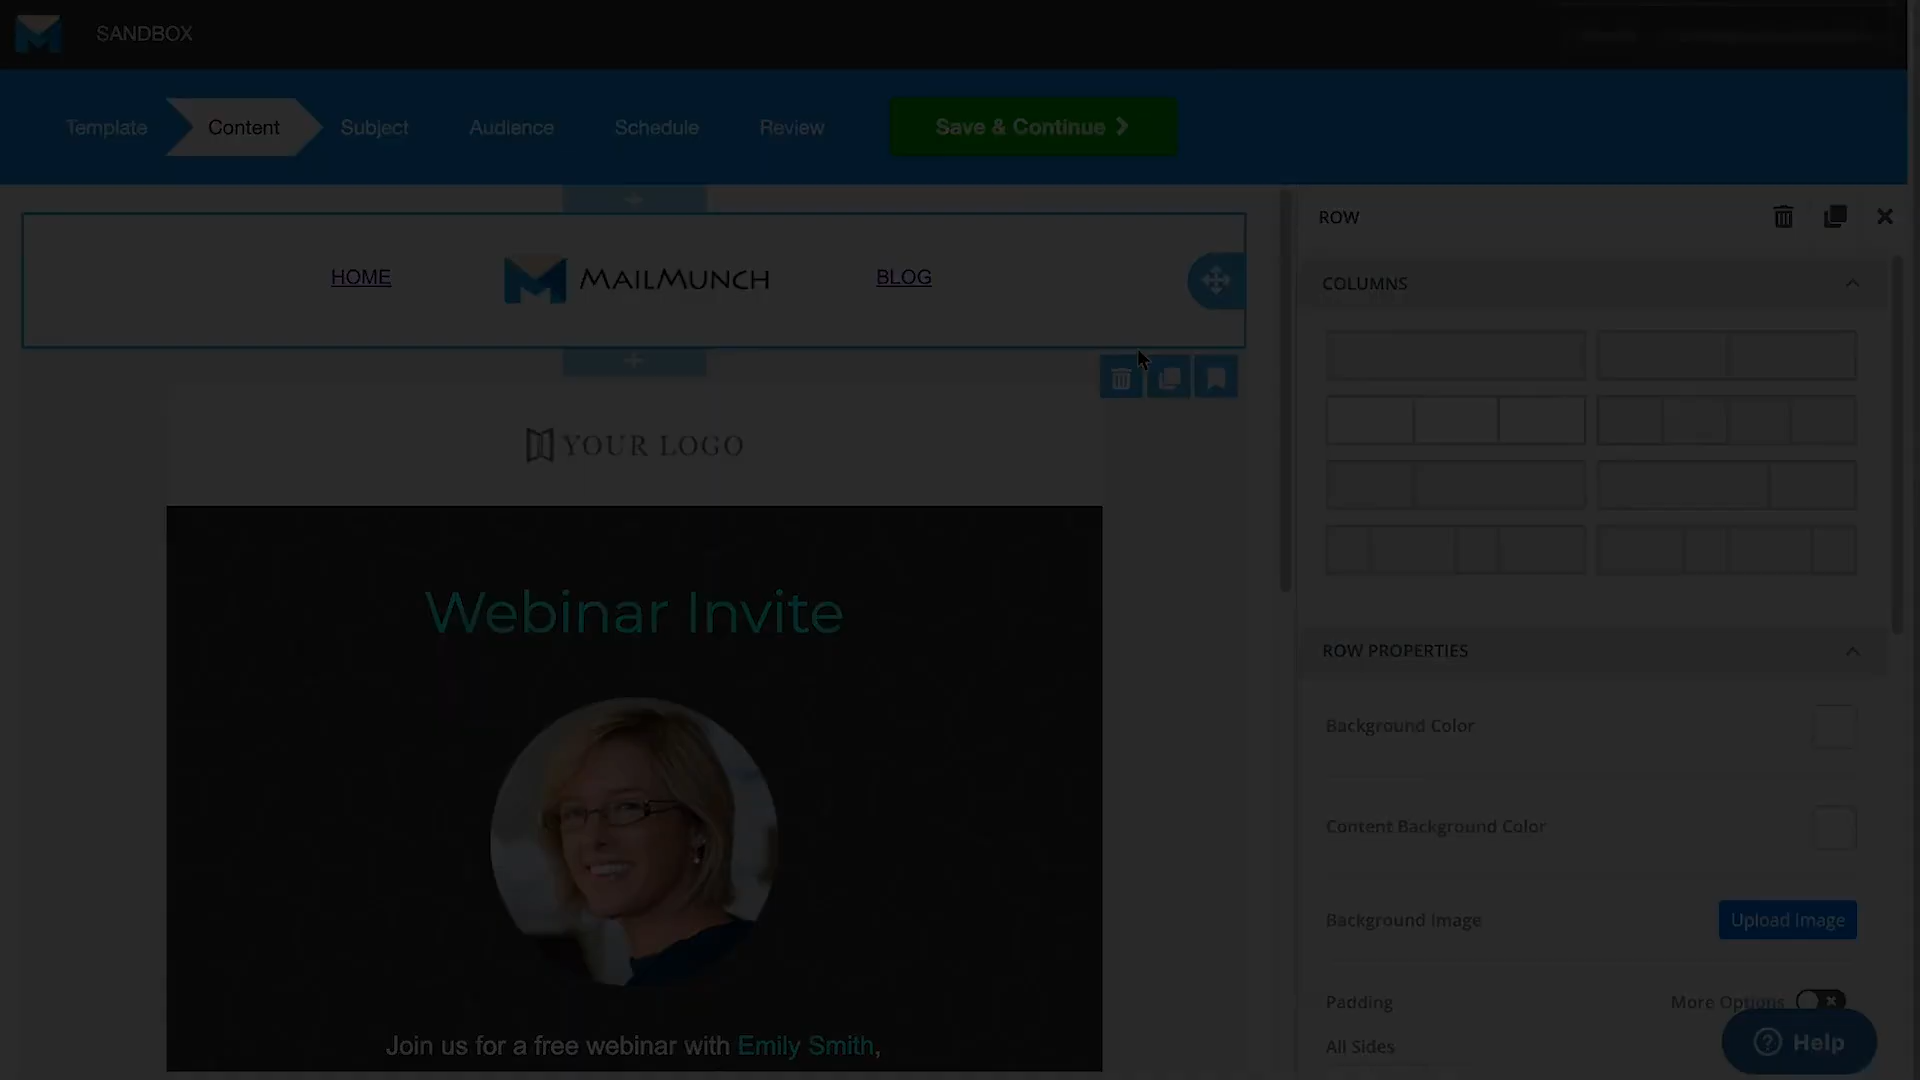 SANDBOX
Template Content Subject Audience Schedule Review Save & Continue
ROW
COLUMNS
HOME MAILMUNCH BLOG
YOUR LOGO
Webinar Invite
Join us for a free webinar with Emily Smith,
ROW PROPERTIES
Background Color
Content Background Color
Background Image Upload Image
Padding More Options
All Sides
Help